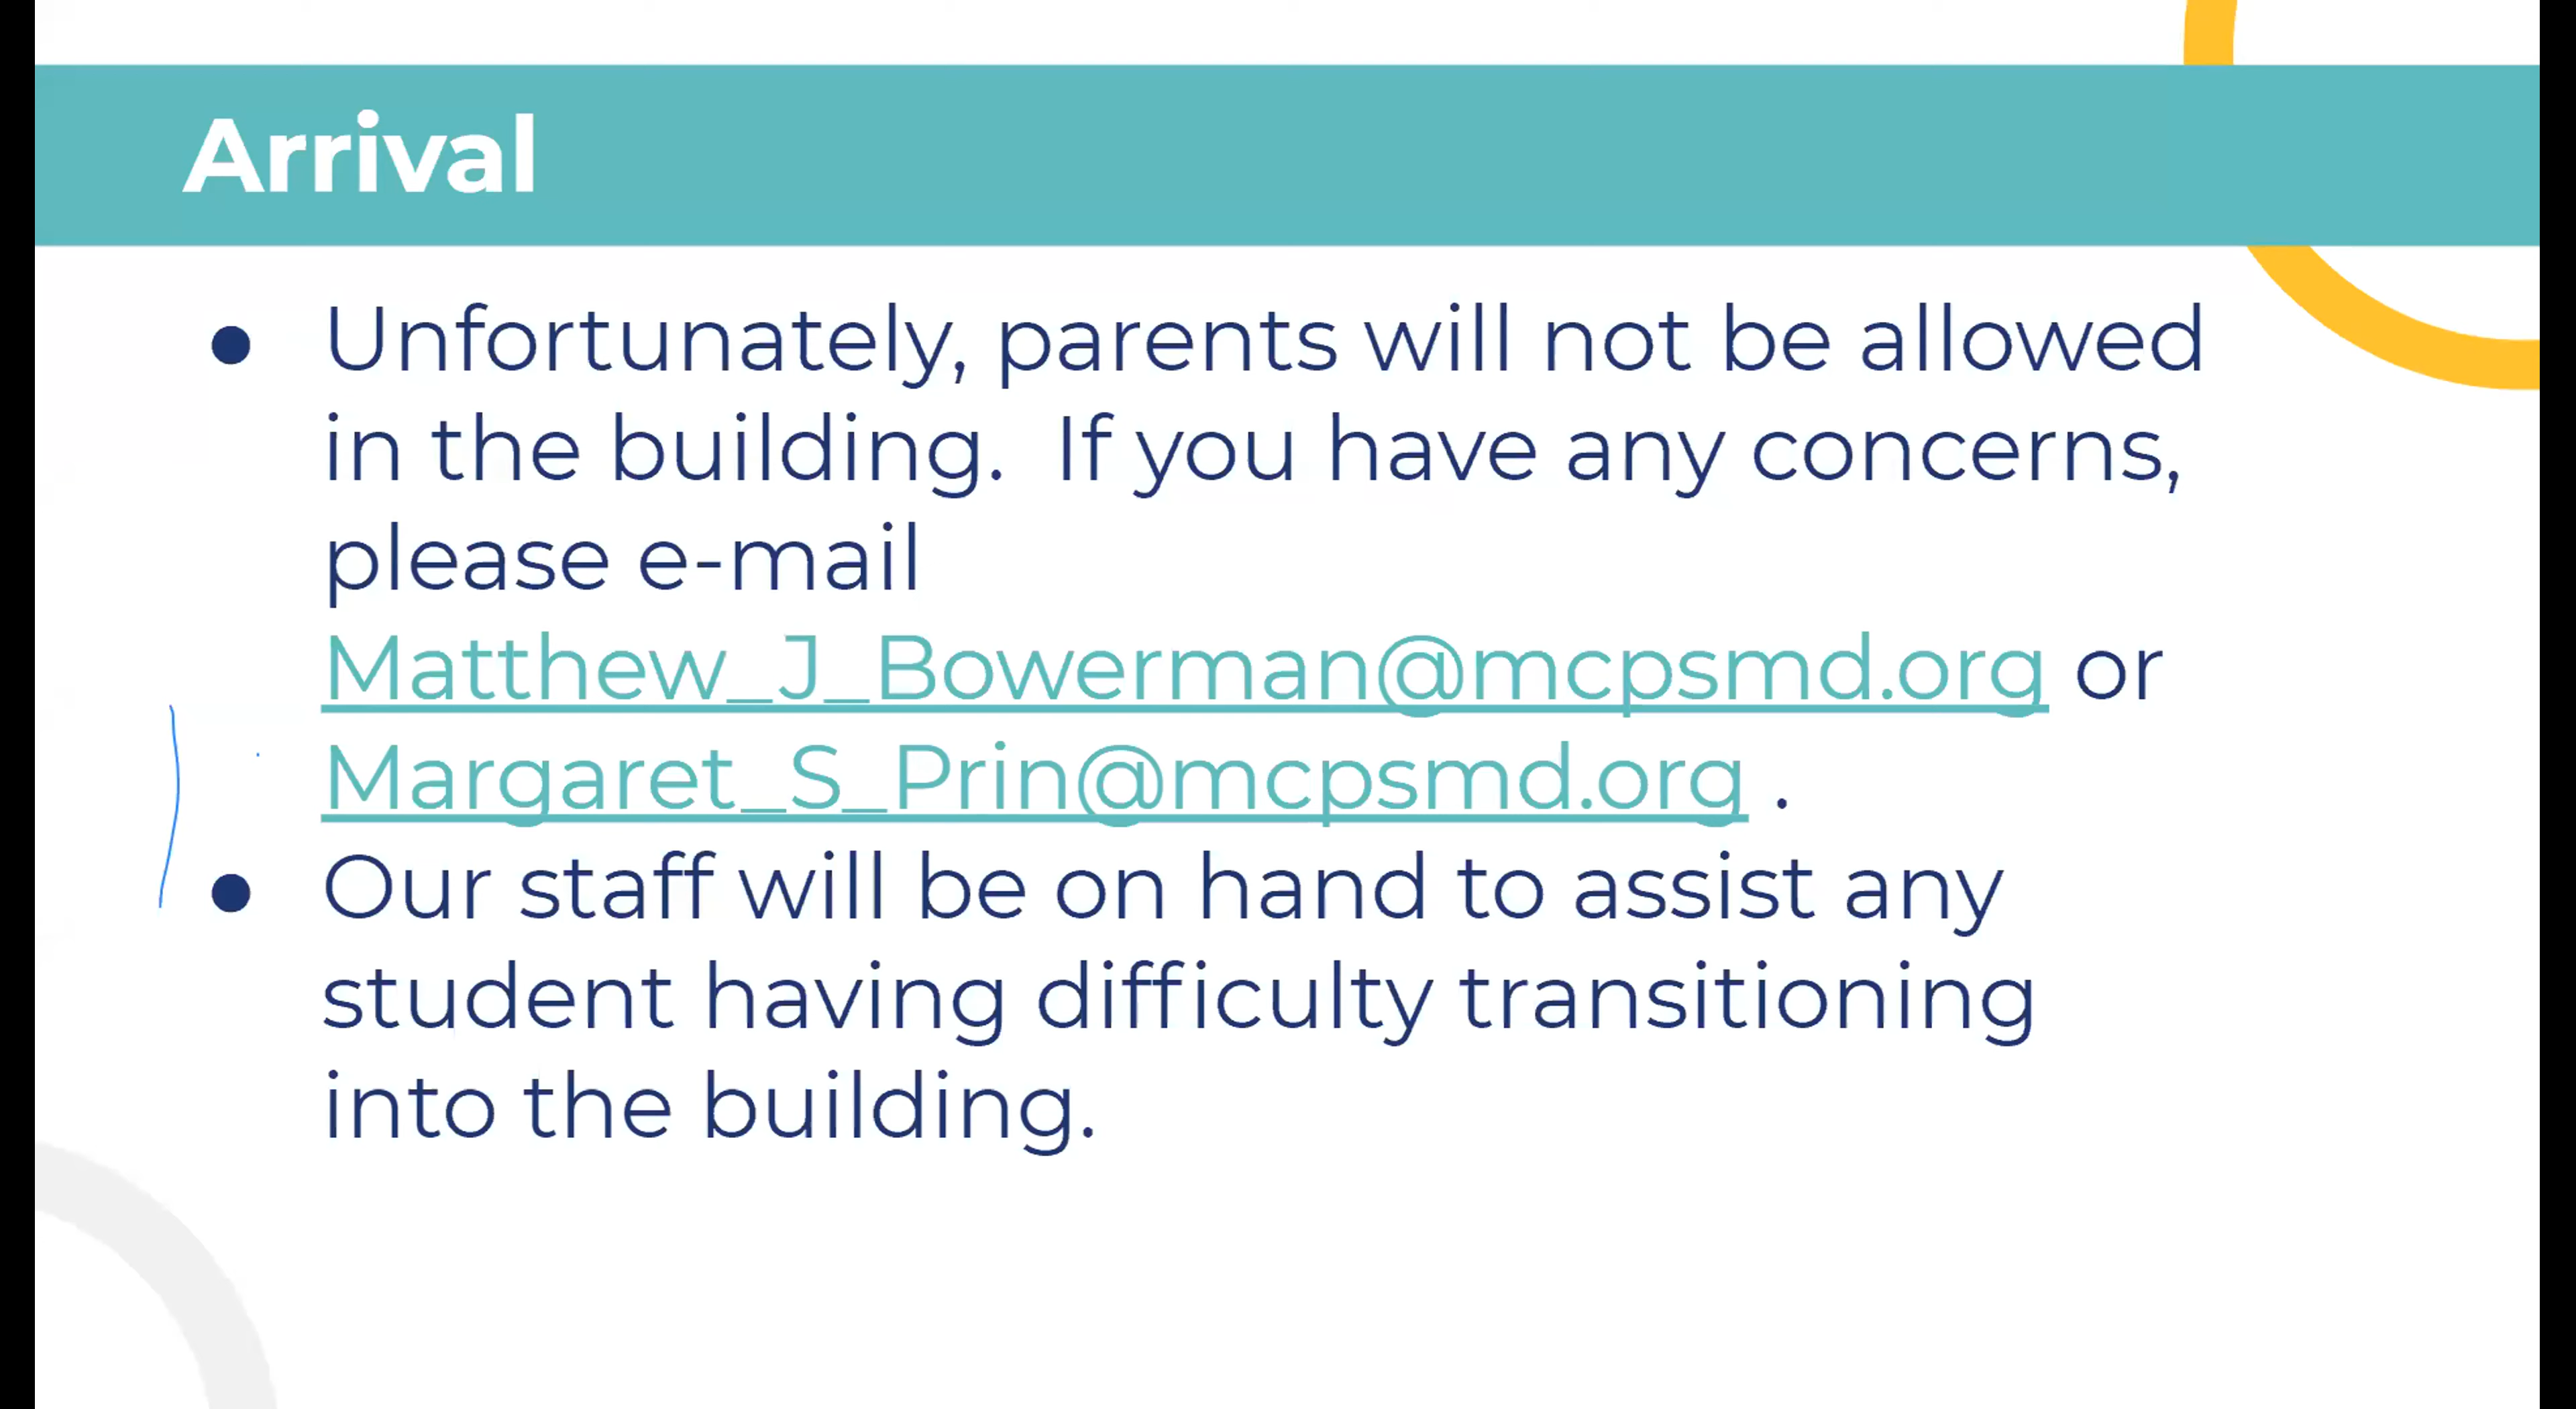 Arrival
● Unfortunately, parents will not be allowed
in the building.  If you have any concerns,
please e-mail
Matthew_J_Bowerman@mcpsmd.org or
Margaret_S_Prin@mcpsmd.org .
● Our staff will be on hand to assist any
student having difficulty transitioning
into the building.